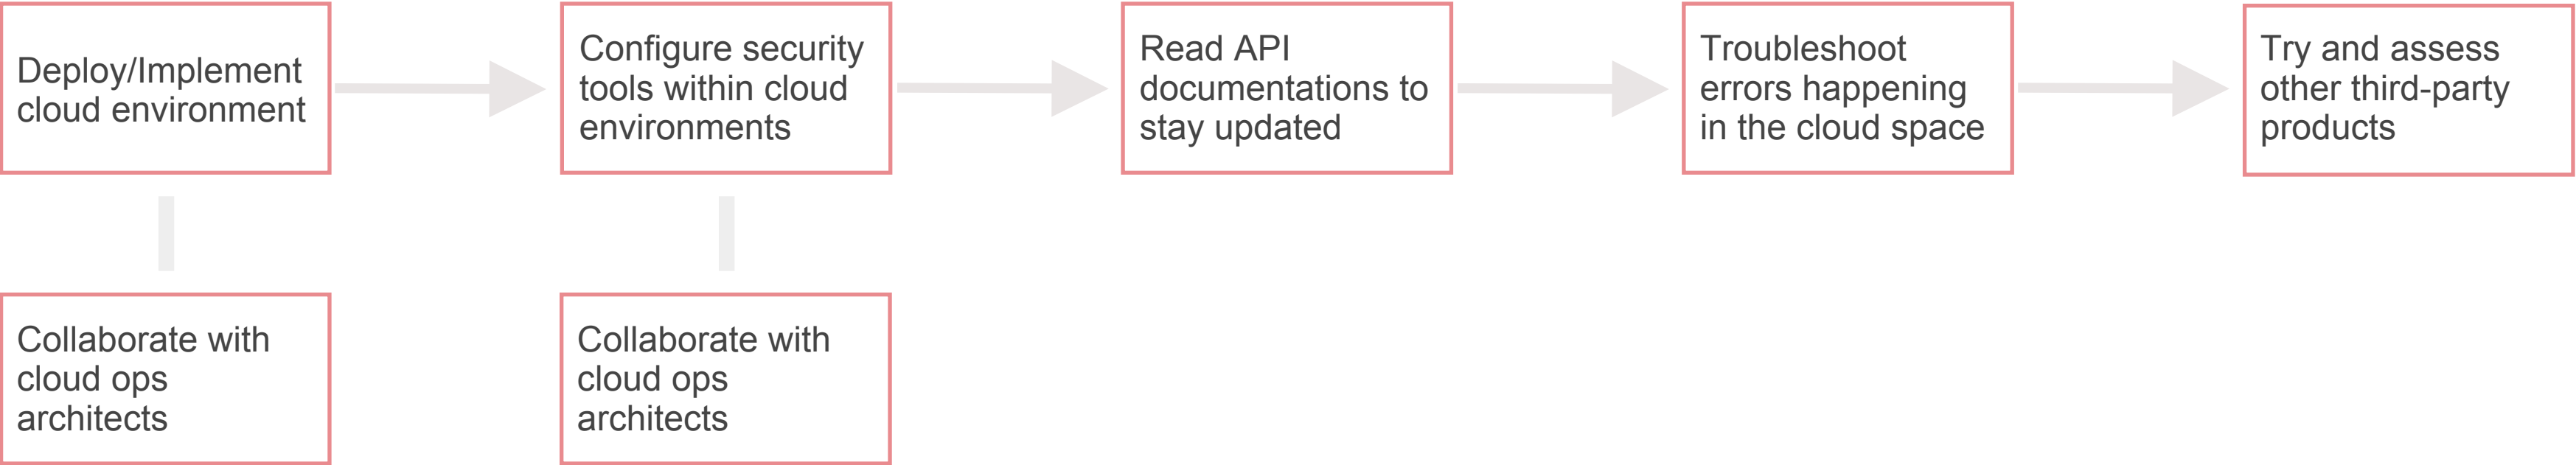 Deploy/Implement
cloud environment
Configure security
tools within cloud
environments
Read API
documentations to
stay updated
Troubleshoot
errors happening
in the cloud space
Try and assess
other third-party
products
Collaborate with
cloud ops
architects
Collaborate with
cloud ops
architects